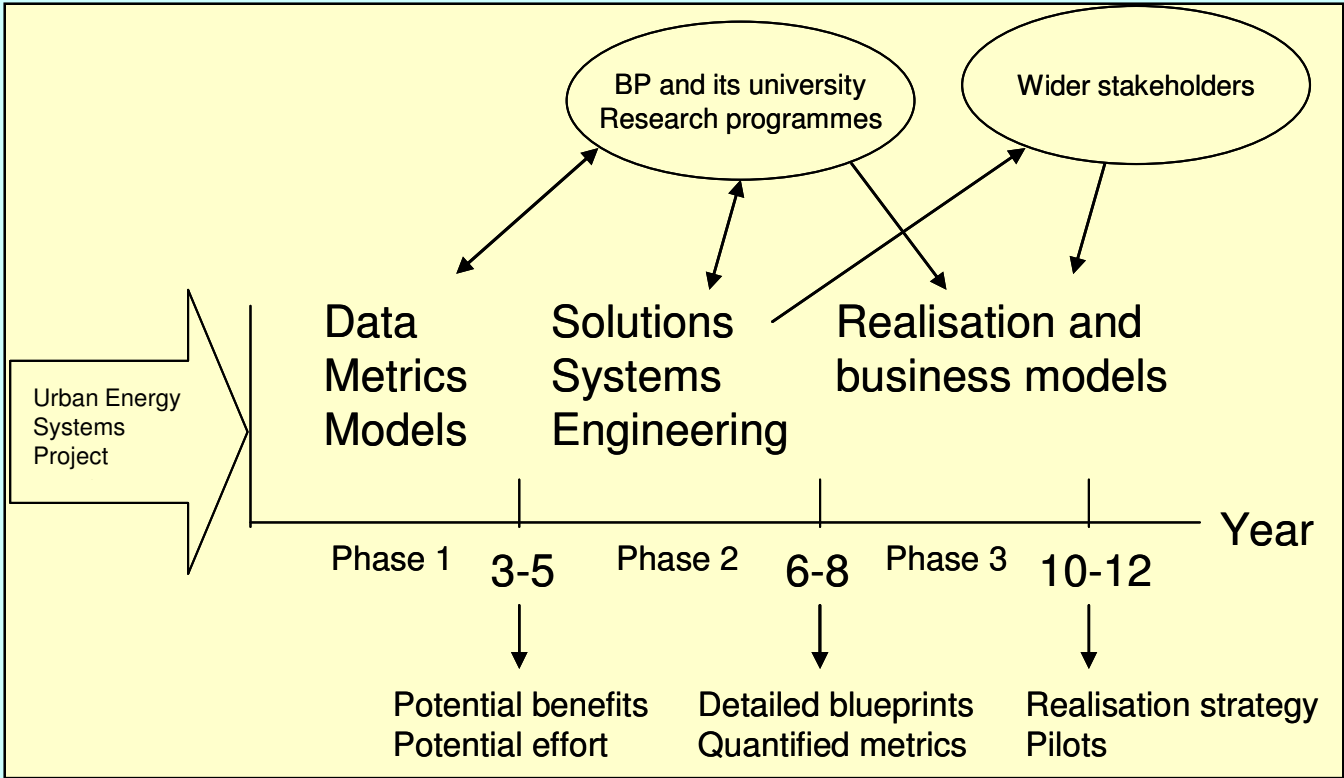 BP and its university
Research programmes
Wider stakeholders
Urban Energy
Systems
Project
Data
Metrics
Models
Solutions
Systems
Engineering
Realisation and
business models
Year
Phase 1
3-5
Phase 2
6-8
Phase 3
10-12
Potential benefits
Potential effort
Detailed blueprints
Quantified metrics
Realisation strategy
Pilots